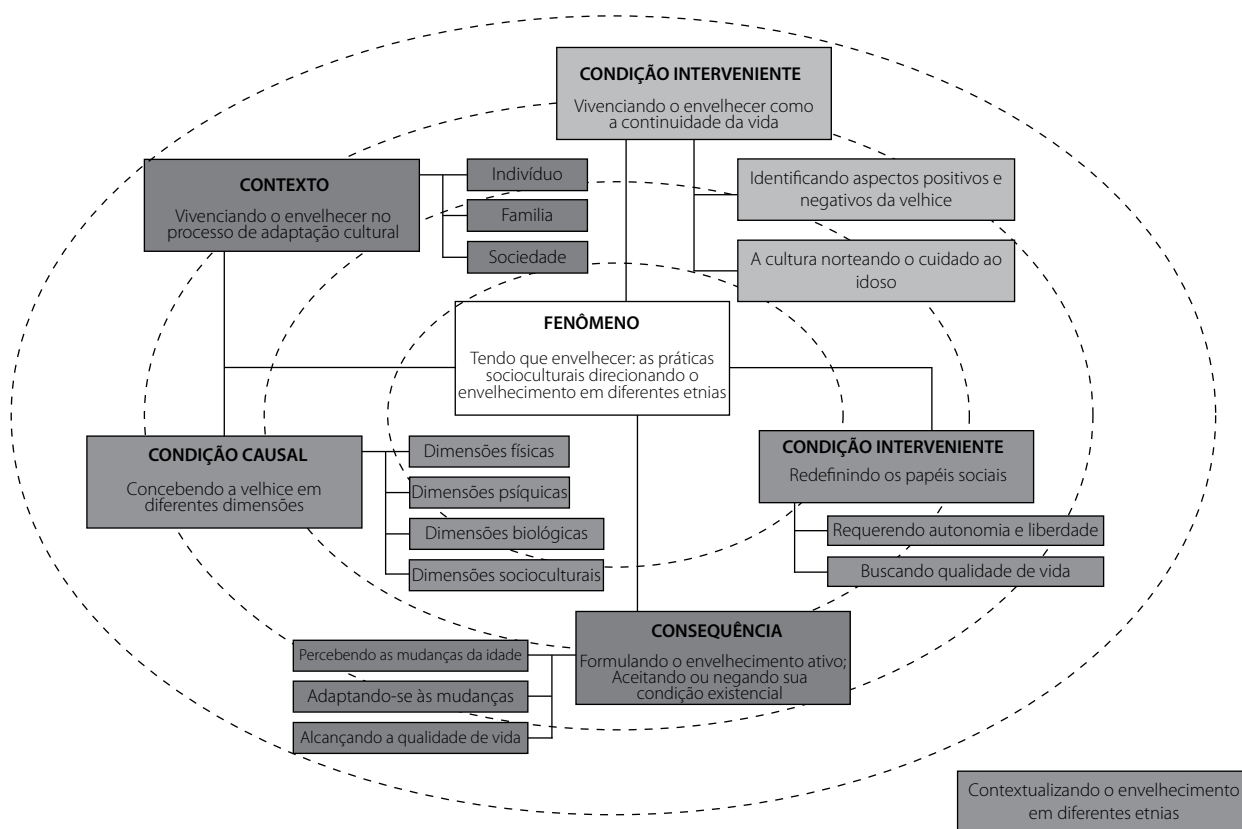 CONDIÇÃO INTERVENIENTE
Vivenciando o envelhecer como
a continuidade da vida
Identificando aspectos positivos e
negativos da velhice
A cultura norteando o cuidado ao
idoso
CONTEXTO
Vivenciando o envelhecer no
processo de adaptação cultural
Indivíduo
Familia
Sociedade
FENÔMENO
Tendo que envelhecer: as práticas
socioculturais direcionando o
envelhecimento em diferentes etnias
CONDIÇÃO CAUSAL
Concebendo a velhice em
diferentes dimensões
Dimensões físicas
Dimensões psíquicas
Dimensões biológicas
Dimensões socioculturais
CONDIÇÃO INTERVENIENTE
Redefinindo os papéis sociais
Requerendo autonomia e liberdade
Buscando qualidade de vida
CONSEQUÊNCIA
Formulando o envelhecimento ativo;
Aceitando ou negando sua
condição existencial
Percebendo as mudanças da idade
Adaptando-se às mudanças
Alcançando a qualidade de vida
Contextualizando o envelhecimento
em diferentes etnias